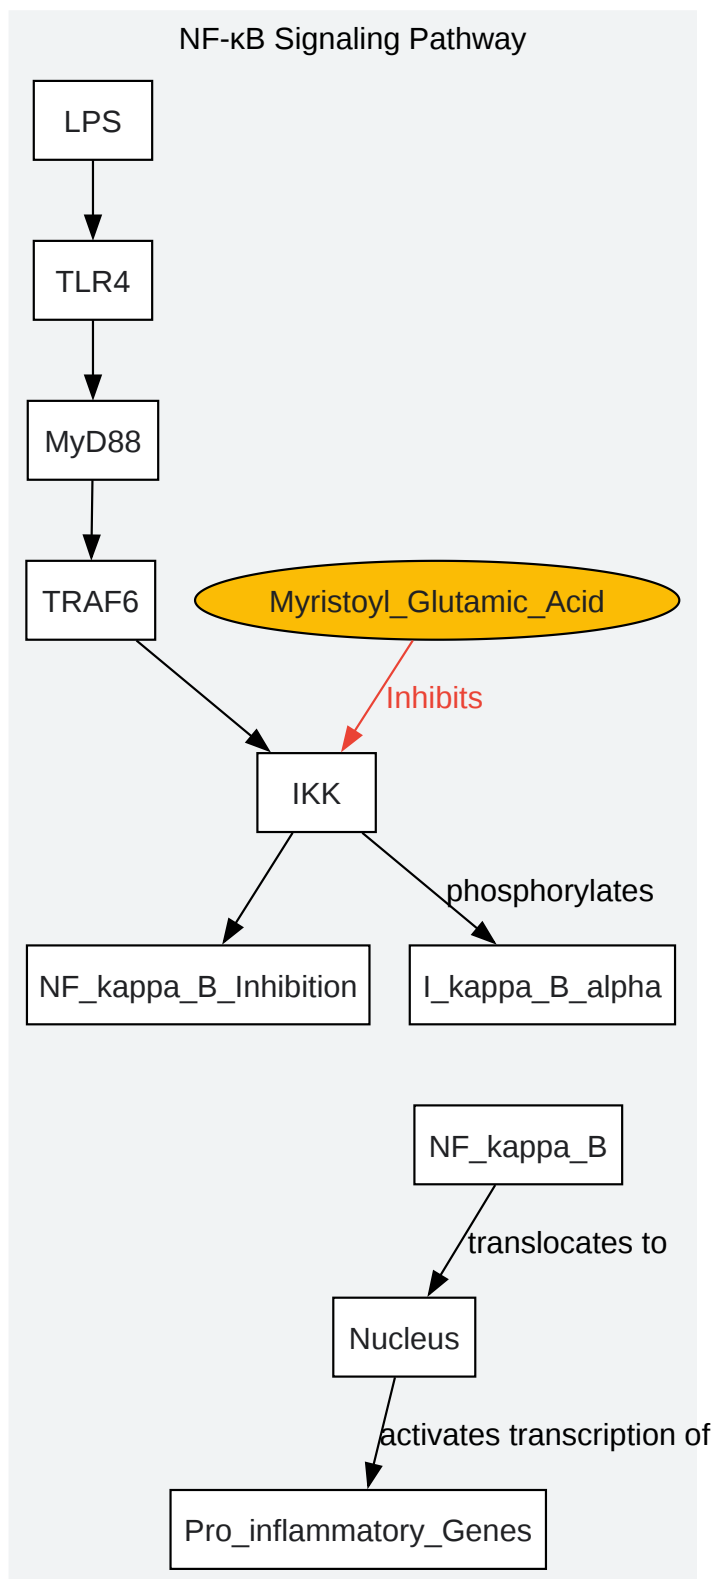 NF-κB Signaling Pathway
LPS
TLR4
MyD88
TRAF6
Myristoyl_Glutamic_Acid
Inhibits
IKK
phosphorylates
NF_kappa_B_Inhibition
I_kappa_B_alpha
NF_kappa_B
translocates to
Nucleus
activates transcription of
Pro_inflammatory_Genes